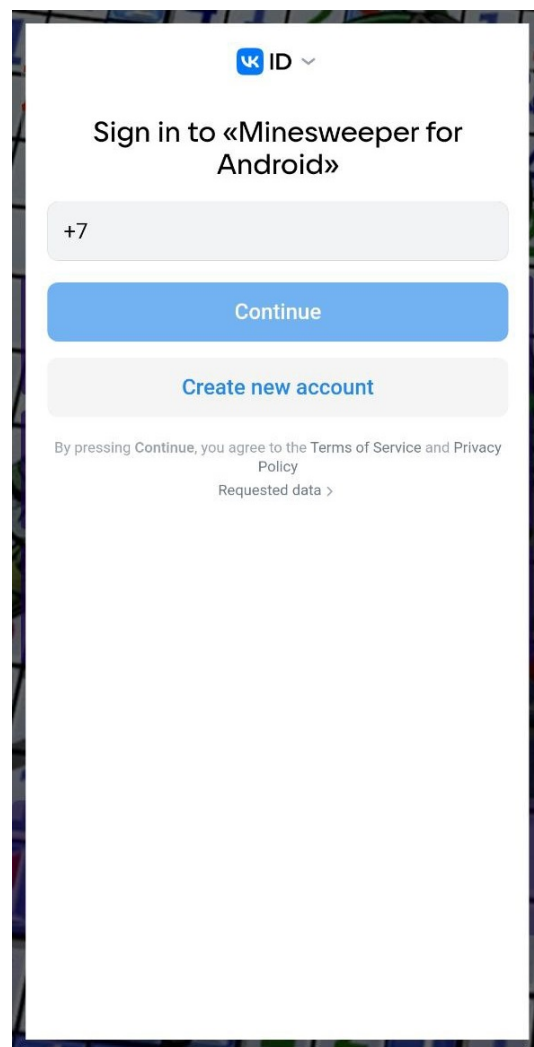 VK ID
Sign in to «Minesweeper for
Android»
+7
Continue
Create new account
By pressing Continue, you agree to the Terms of Service and Privacy
Policy
Requested data >